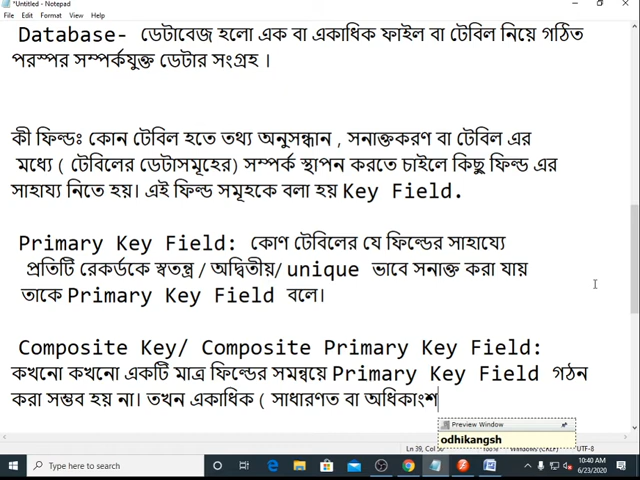 *Untitled - Notepad
File Edit Format View Help
Database- ডেটাবেজ হলো এক বা একাধিক ফাইল বা টেবিল নিয়ে গঠিত
পরস্পর সম্পর্কযুক্ত ডেটার সংগ্রহ ।
কী ফিল্ডঃ কোন টেবিল হতে তথ্য অনুসন্ধান , সনাক্তকরণ বা টেবিল এর
মধ্যে ( টেবিলের ডেটাসমূহের) সম্পর্ক স্থাপন করতে চাইলে কিছু ফিল্ড এর
সাহায্য নিতে হয়। এই ফিল্ড সমূহকে বলা হয় Key Field.
Primary Key Field: কোণ টেবিলের যে ফিল্ডের সাহায্যে
প্রতিটি রেকর্ডকে স্বতন্ত্র / অদ্বিতীয়/ unique ভাবে সনাক্ত করা যায়
তাকে Primary Key Field বলে।
Composite Key/ Composite Primary Key Field:
কখনো কখনো একটি মাত্র ফিল্ডের সমন্বয়ে Primary Key Field গঠন
করা সম্ভব হয় না। তখন একাধিক ( সাধারণত বা অধিকাংশ
Preview Window
odhikangsh
UTF-8
Type here to search
10:40 AM
6/23/2020